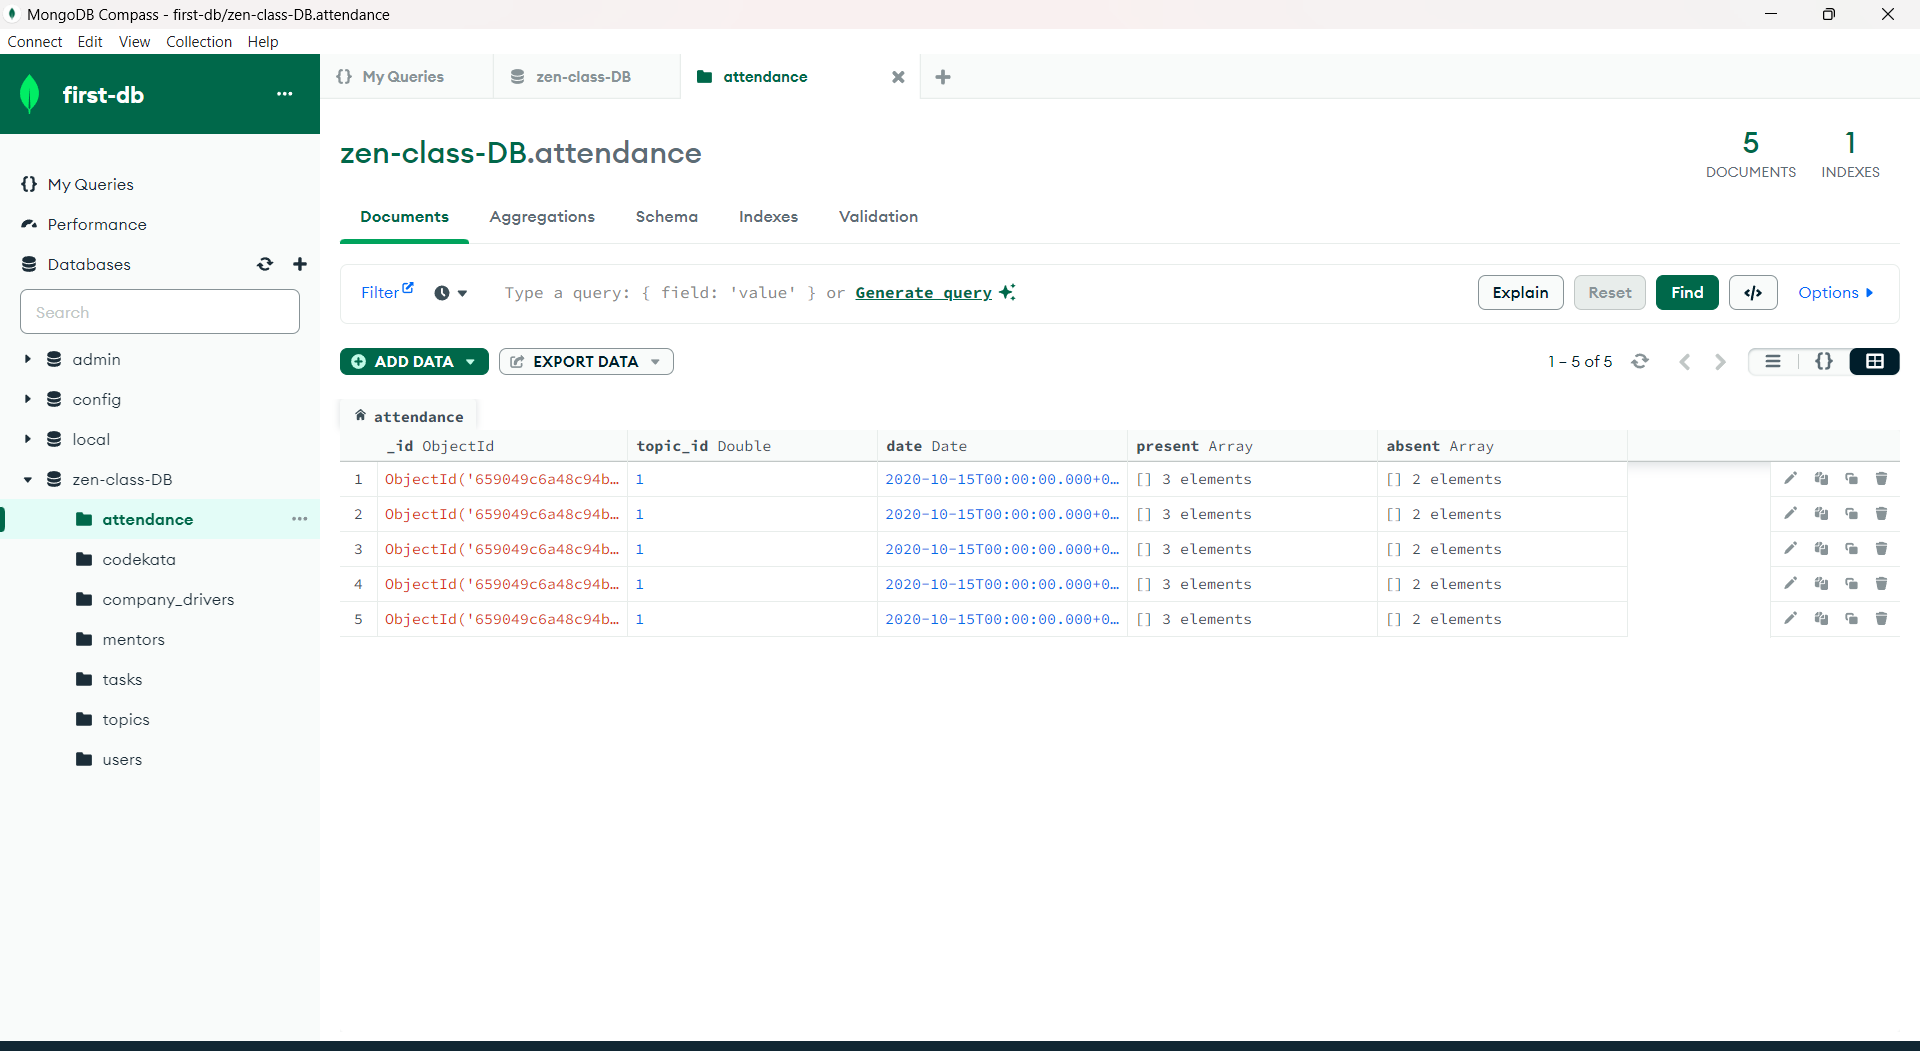 MongoDB Compass - first-db/zen-class-DB.attendance
Connect Edit View Collection Help
first-db ...
{} My Queries
Performance
Databases
Search
admin
config
local
zen-class-DB
attendance ...
codekata
company_drivers
mentors
tasks
topics
users
{} My Queries zen-class-DB attendance
zen-class-DB.attendance
5 DOCUMENTS
1 INDEXES
Documents Aggregations Schema Indexes Validation
Filter Type a query: { field: 'value' } or Generate query Explain Reset Find </> Options
ADD DATA EXPORT DATA 1 – 5 of 5 {}
attendance
_id ObjectId topic_id Double date Date present Array absent Array
1 ObjectId('659049c6a48c94b… 1 2020-10-15T00:00:00.000+0… [] 3 elements [] 2 elements
2 ObjectId('659049c6a48c94b… 1 2020-10-15T00:00:00.000+0… [] 3 elements [] 2 elements
3 ObjectId('659049c6a48c94b… 1 2020-10-15T00:00:00.000+0… [] 3 elements [] 2 elements
4 ObjectId('659049c6a48c94b… 1 2020-10-15T00:00:00.000+0… [] 3 elements [] 2 elements
5 ObjectId('659049c6a48c94b… 1 2020-10-15T00:00:00.000+0… [] 3 elements [] 2 elements